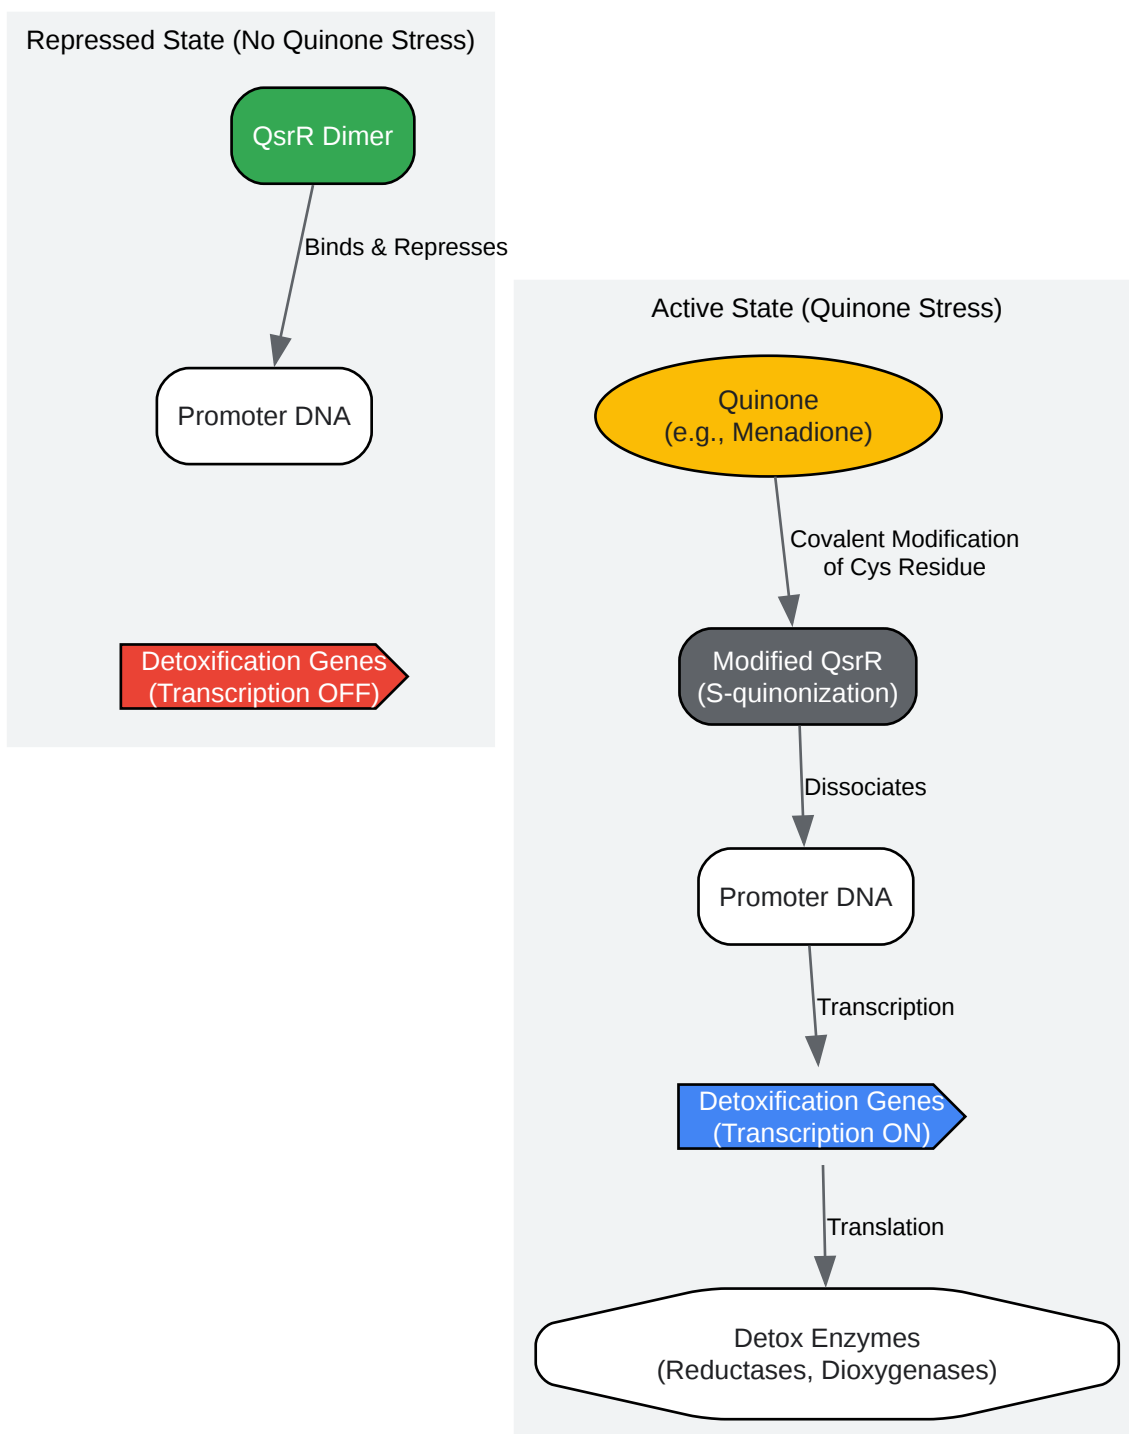 Repressed State (No Quinone Stress)
QsrR Dimer
Binds & Represses
Promoter DNA
Detoxification Genes
(Transcription OFF)
Active State (Quinone Stress)
Quinone
(e.g., Menadione)
Covalent Modification
of Cys Residue
Modified QsrR
(S-quinonization)
Dissociates
Promoter DNA
Transcription
Detoxification Genes
(Transcription ON)
Translation
Detox Enzymes
(Reductases, Dioxygenases)